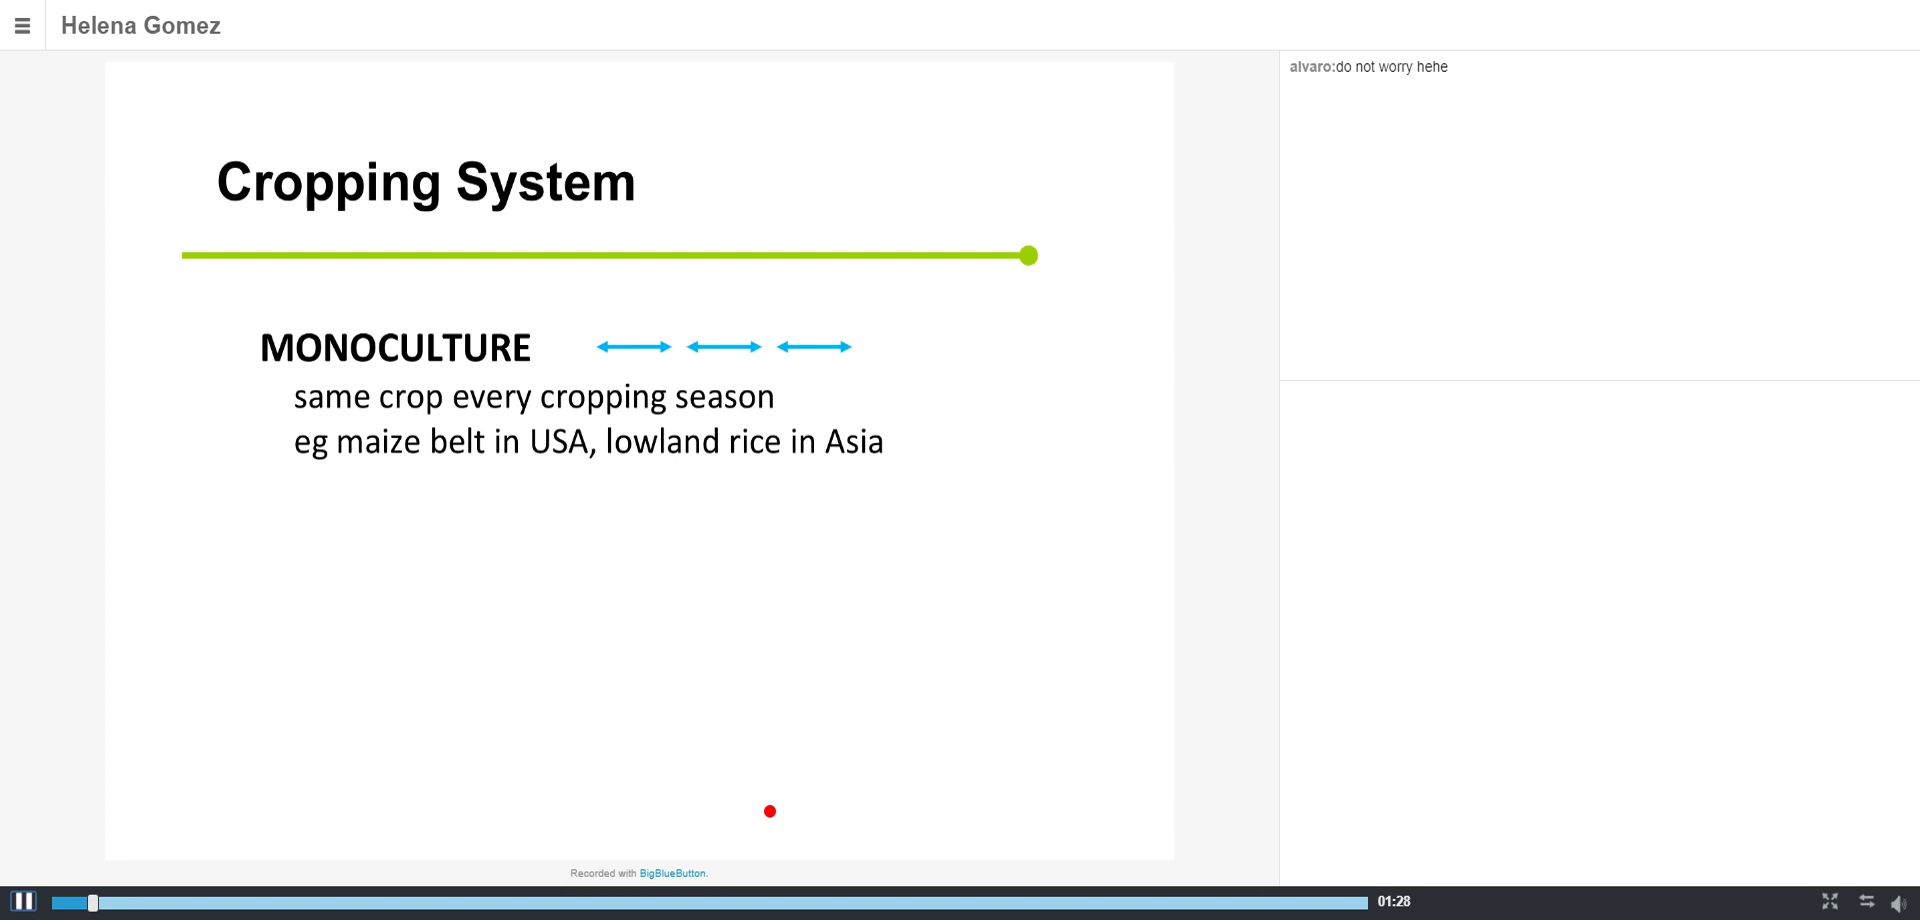 Helena Gomez
alvaro:do not worry hehe
Cropping System
MONOCULTURE
same crop every cropping season
eg maize belt in USA, lowland rice in Asia
Recorded with BigBlueButton.
01:28